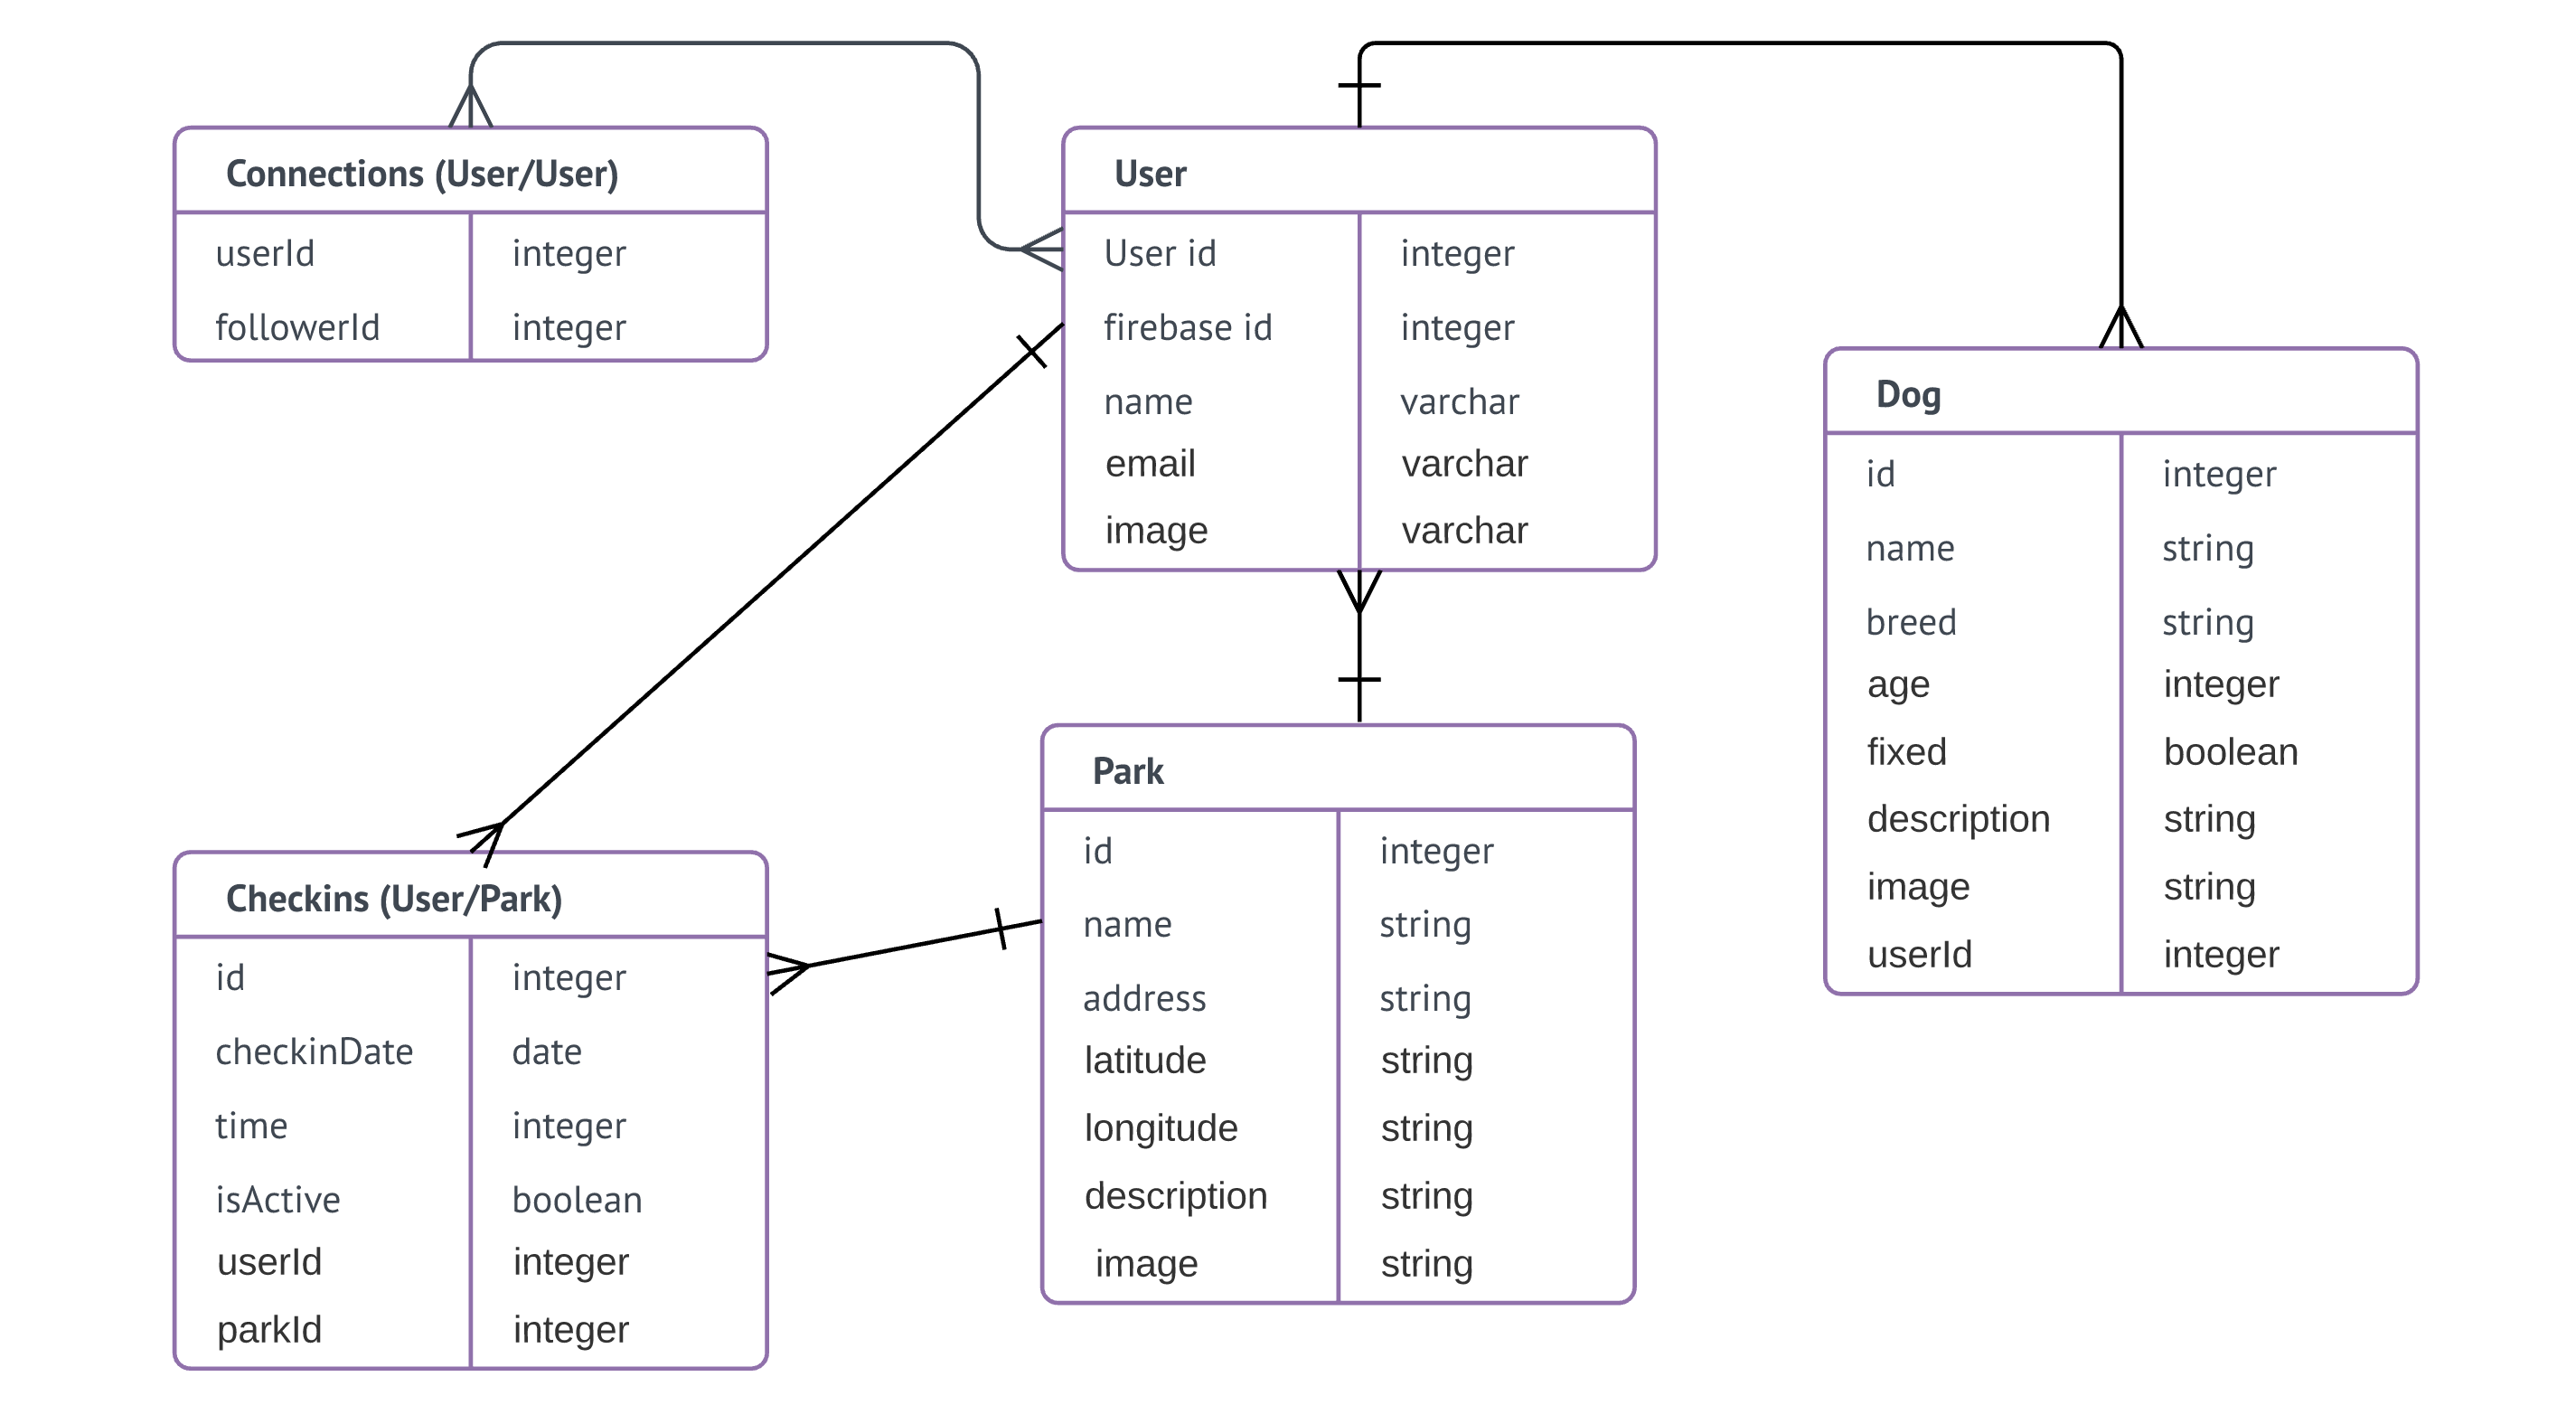 Connections (User/User)
userId integer
followerId integer
User
User id integer
firebase id integer
name varchar
email varchar
image varchar
Dog
id integer
name string
breed string
age integer
fixed boolean
description string
image string
userId integer
Checkins (User/Park)
id integer
checkinDate date
time integer
isActive boolean
userId integer
parkId integer
Park
id integer
name string
address string
latitude string
longitude string
description string
image string